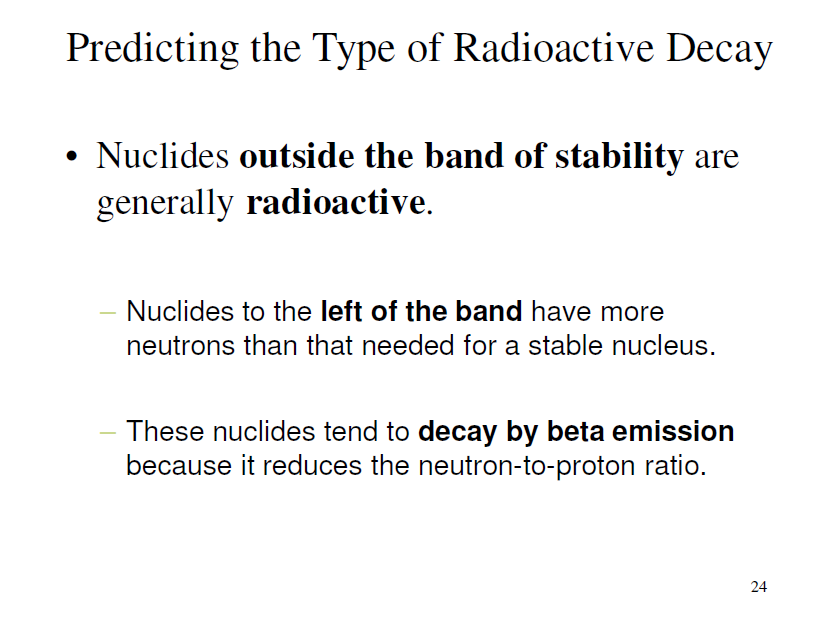 Predicting the Type of Radioactive Decay
• Nuclides outside the band of stability are
generally radioactive.
– Nuclides to the left of the band have more
neutrons than that needed for a stable nucleus.
– These nuclides tend to decay by beta emission
because it reduces the neutron-to-proton ratio.
24